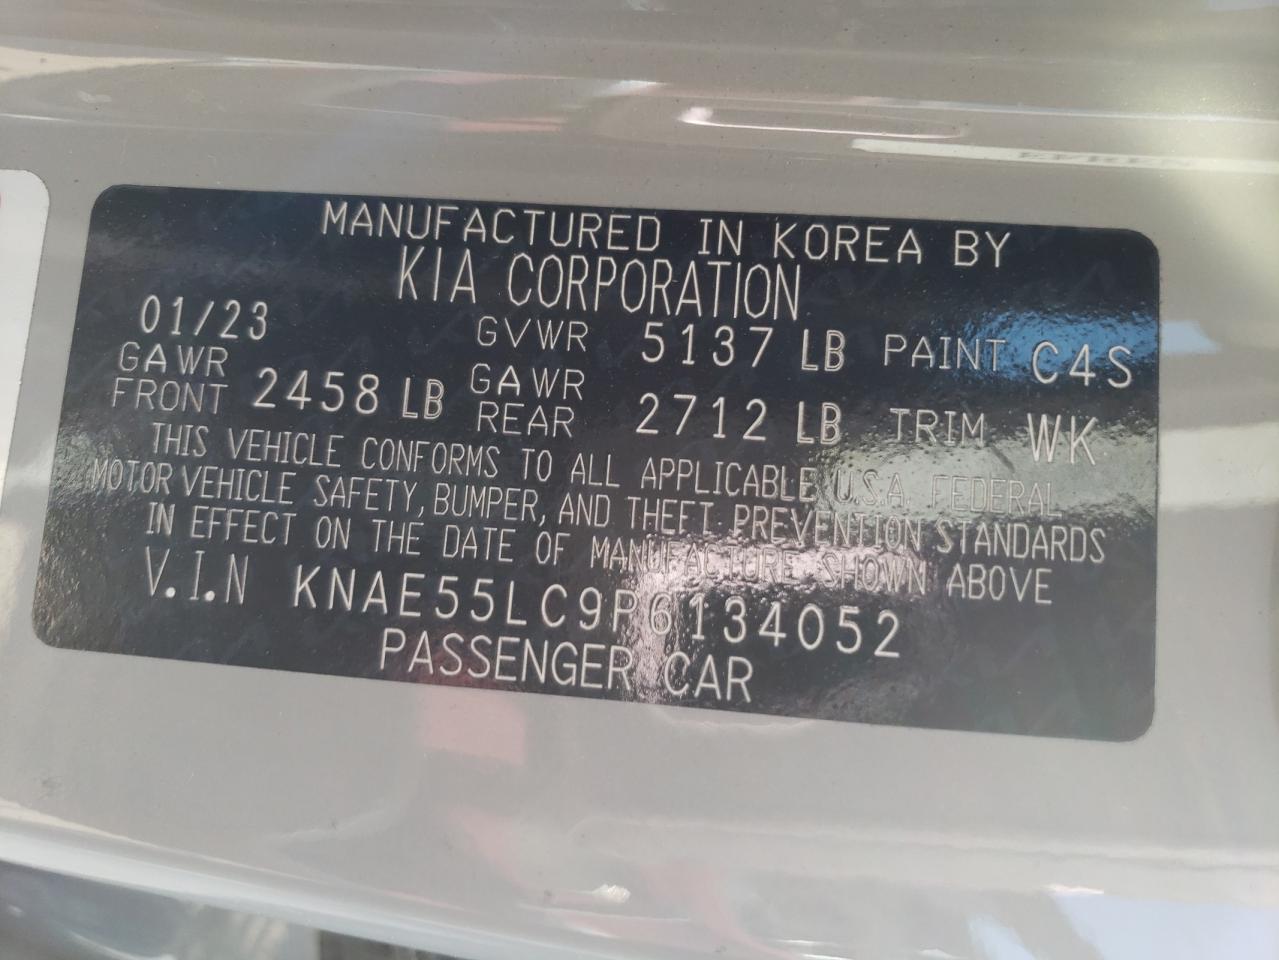 MANUFACTURED IN KOREA BY
KIA CORPORATION
01/23 GVWR 5137 LB PAINT C4S
GAWR FRONT 2458 LB GAWR REAR 2712 LB TRIM WK
THIS VEHICLE CONFORMS TO ALL APPLICABLE U.S.A. FEDERAL
MOTOR VEHICLE SAFETY, BUMPER, AND THEFT PREVENTION STANDARDS
IN EFFECT ON THE DATE OF MANUFACTURE SHOWN ABOVE
V.I.N KNAE55LC9P6134052
PASSENGER CAR